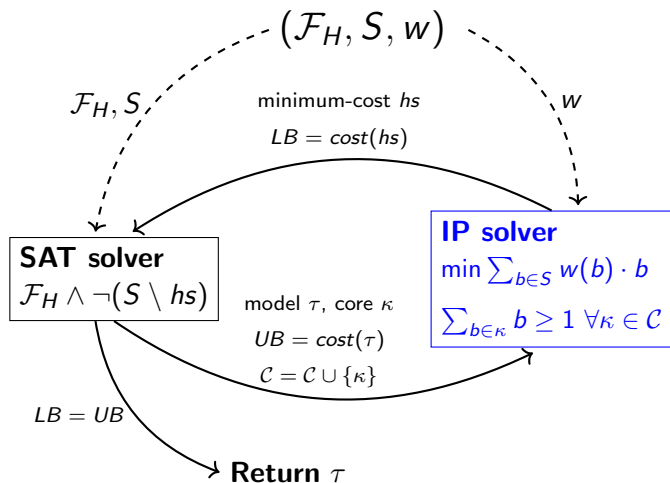 (ℱ_H, S, w)
ℱ_H, S
w
minimum-cost hs
LB = cost(hs)
SAT solver
ℱ_H ∧ ¬(S \ hs)
IP solver
min ∑_{b∈S} w(b) · b
∑_{b∈κ} b ≥ 1 ∀κ ∈ 𝒞
model τ, core κ
UB = cost(τ)
𝒞 = 𝒞 ∪ {κ}
LB = UB
Return τ